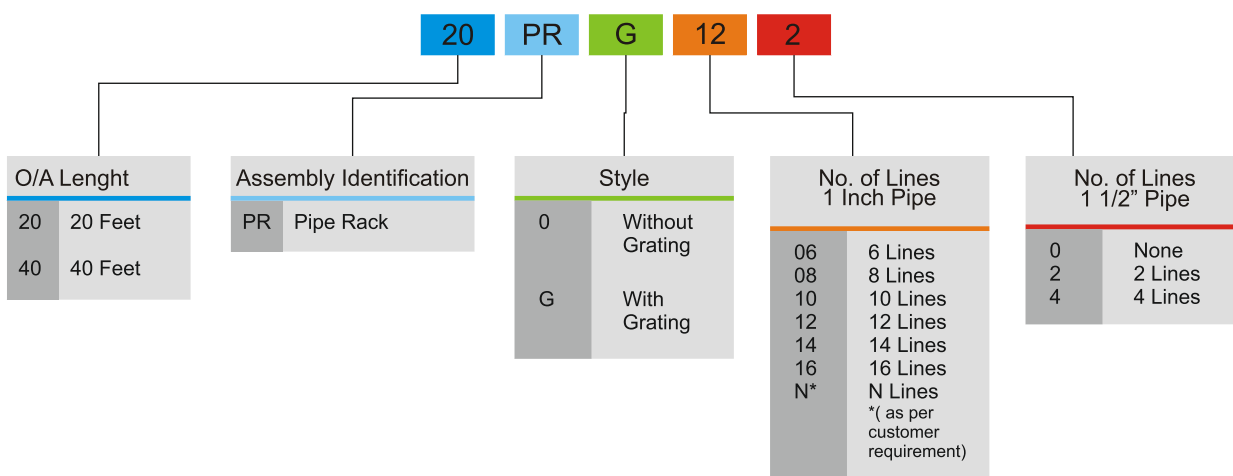 20 PR G 12 2
O/A Lenght
20 20 Feet
40 40 Feet
Assembly Identification
PR Pipe Rack
Style
0 Without
Grating
G With
Grating
No. of Lines
1 Inch Pipe
06 6 Lines
08 8 Lines
10 10 Lines
12 12 Lines
14 14 Lines
16 16 Lines
N* N Lines
*( as per
customer
requirement)
No. of Lines
1 1/2” Pipe
0 None
2 2 Lines
4 4 Lines